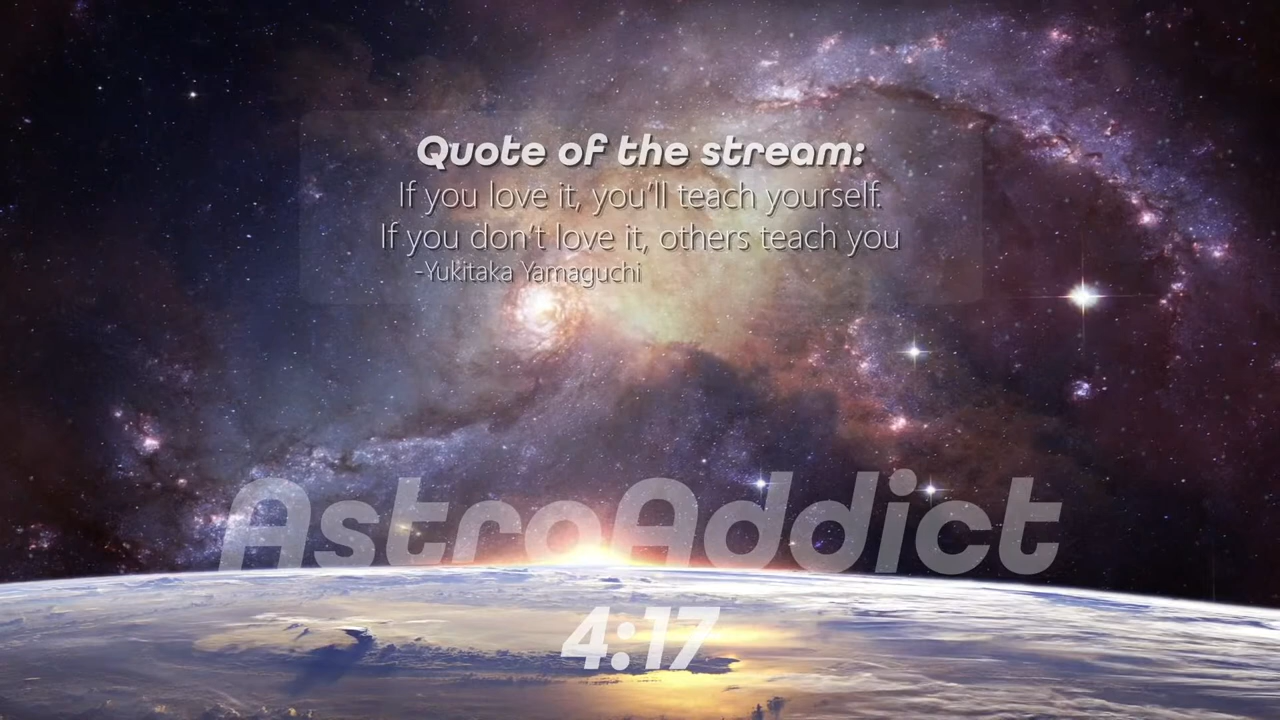 Quote of the stream:
If you love it, you'll teach yourself.
If you don't love it, others teach you
-Yukitaka Yamaguchi
AstroAddict
4:17